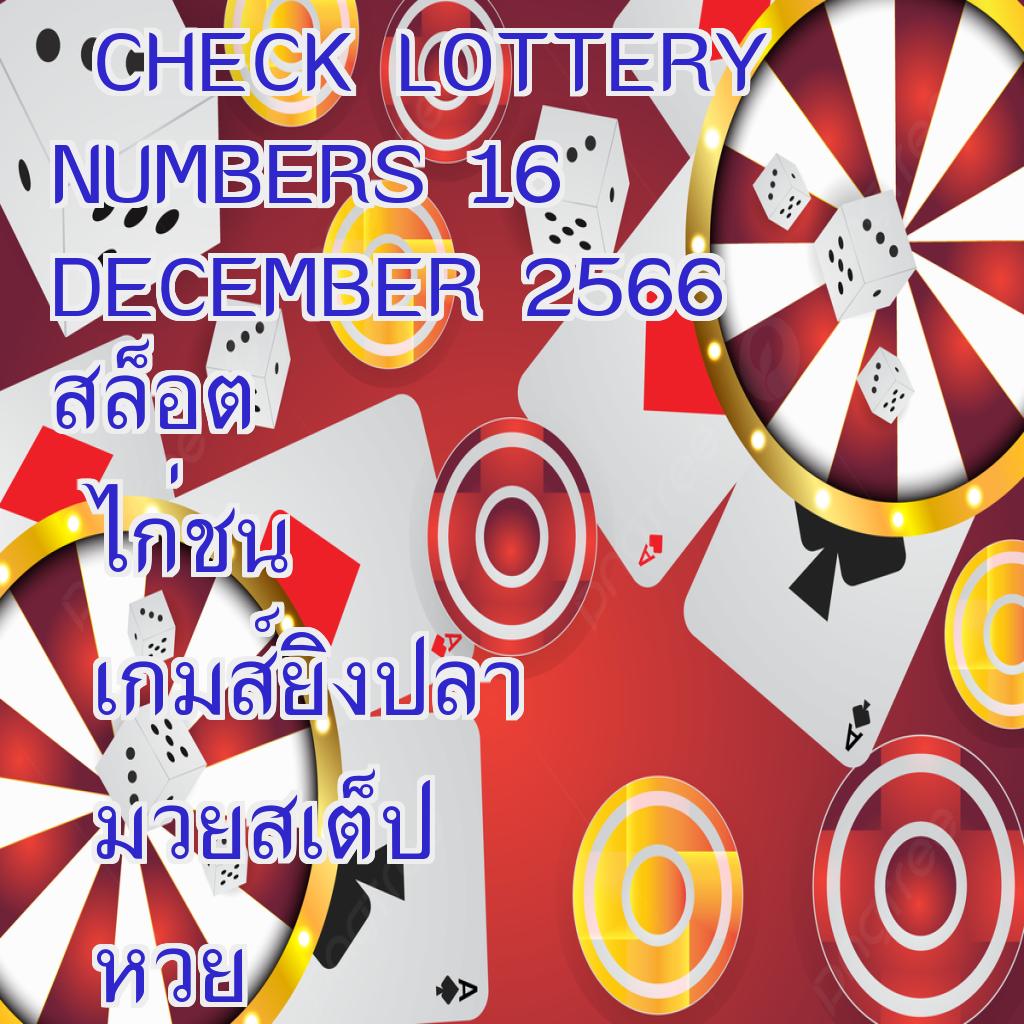 CHECK LOTTERY
NUMBERS 16
DECEMBER 2566
สล็อต
ไก่ชน
เกมส์ยิงปลา
มวยสเต็ป
หวย
A
A
A
A